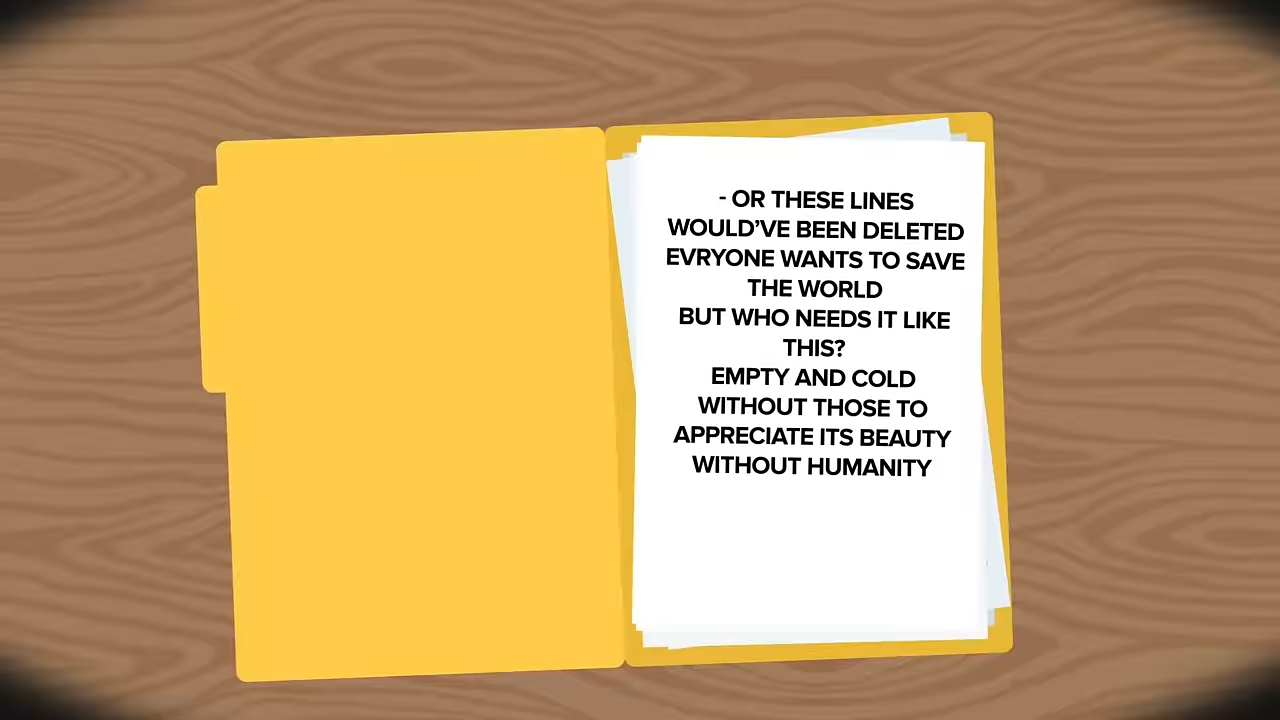 - OR THESE LINES
WOULD’VE BEEN DELETED
EVRYONE WANTS TO SAVE
THE WORLD
BUT WHO NEEDS IT LIKE
THIS?
EMPTY AND COLD
WITHOUT THOSE TO
APPRECIATE ITS BEAUTY
WITHOUT HUMANITY